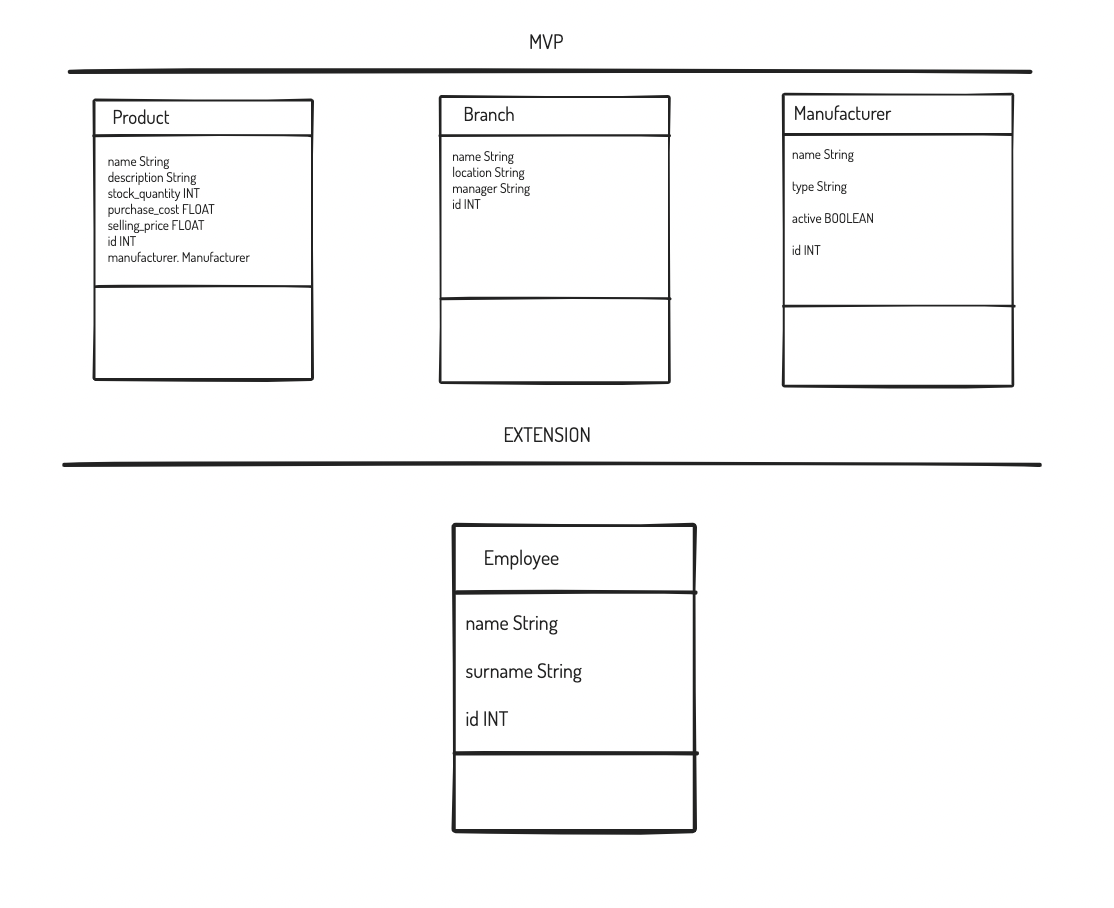 MVP
Product
name String
description String
stock_quantity INT
purchase_cost FLOAT
selling_price FLOAT
id INT
manufacturer. Manufacturer
Branch
name String
location String
manager String
id INT
Manufacturer
name String
type String
active BOOLEAN
id INT
EXTENSION
Employee
name String
surname String
id INT